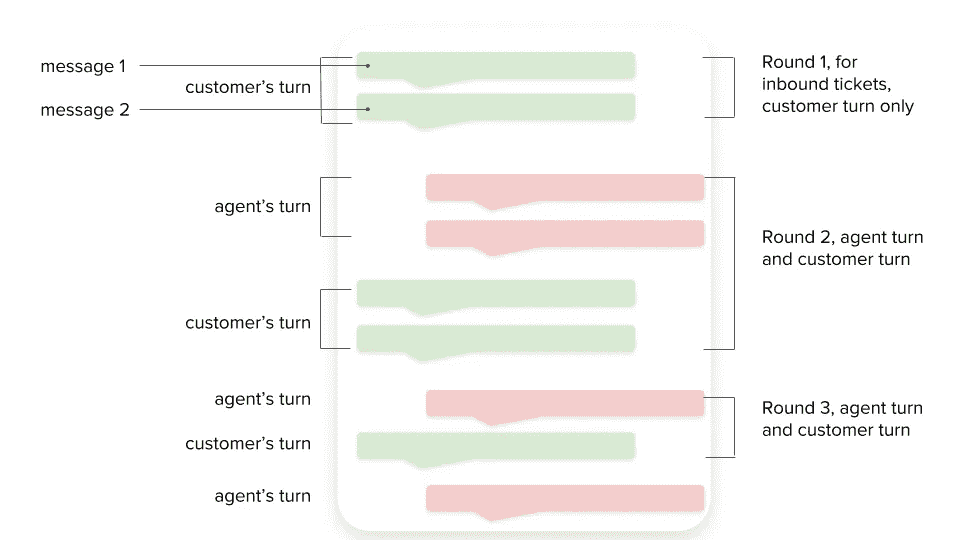 message 1
customer’s turn
message 2
Round 1, for
inbound tickets,
customer turn only
agent’s turn
Round 2, agent turn
and customer turn
customer’s turn
agent’s turn
customer’s turn
Round 3, agent turn
and customer turn
agent’s turn